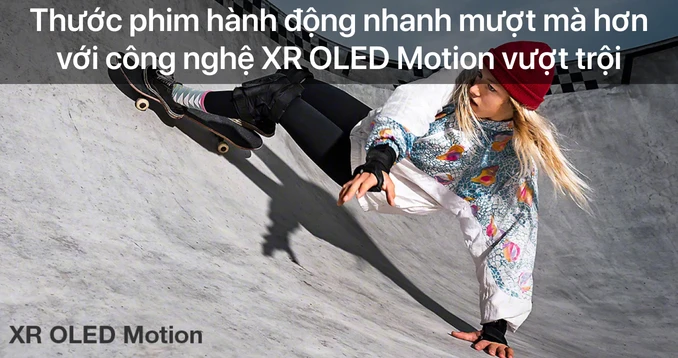 Thước phim hành động nhanh mượt mà hơn
với công nghệ XR OLED Motion vượt trội
XR OLED Motion